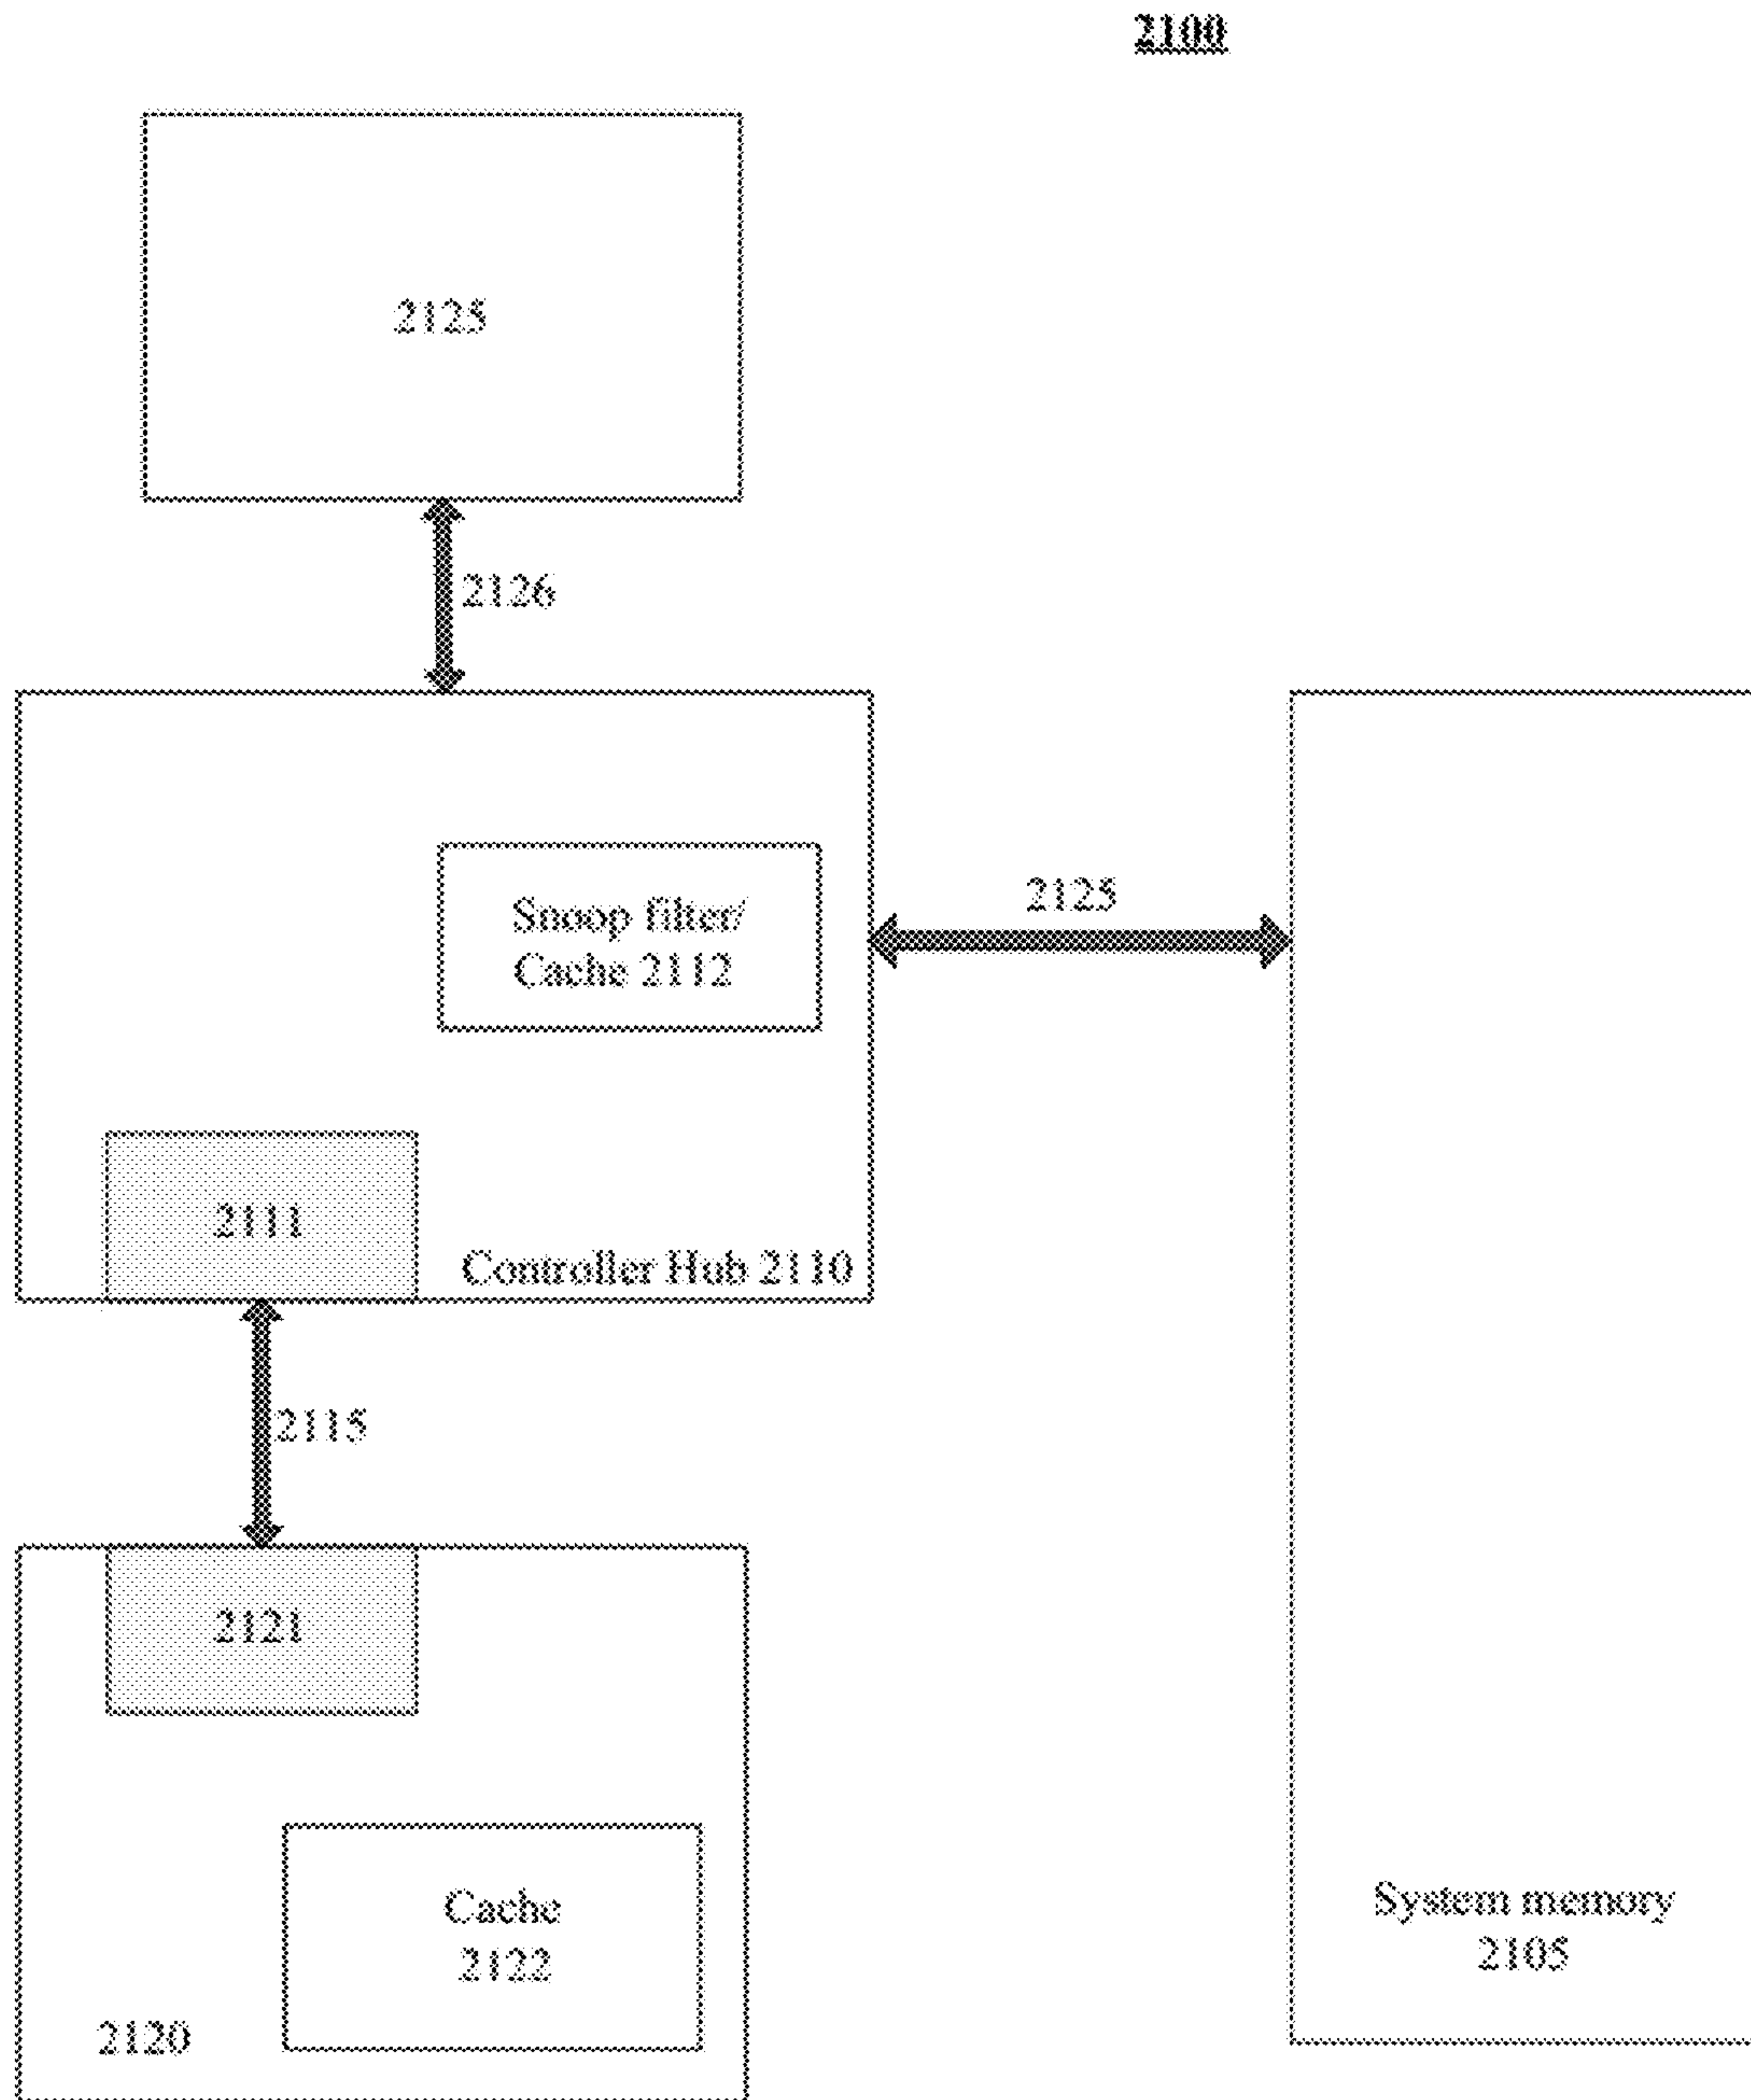 2100
2125
2126
Snoop filter/
Cache 2112
2125
2111
Controller Hub 2110
2115
2121
Cache
2122
2120
System memory
2105